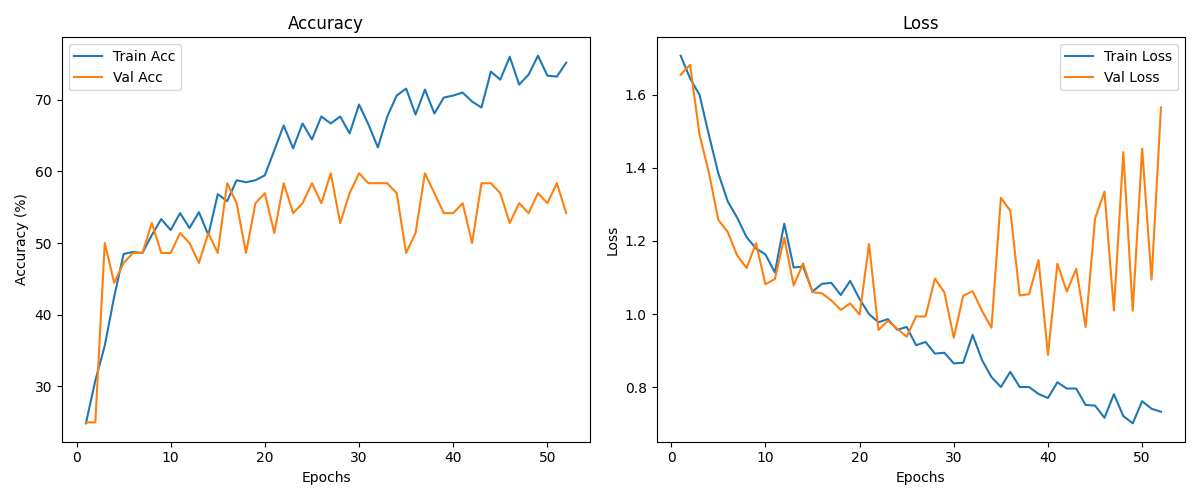 Accuracy
Train Acc
Val Acc
Accuracy (%)
70
60
50
40
30
0
10
20
30
40
50
Epochs
Loss
Train Loss
Val Loss
Loss
1.6
1.4
1.2
1.0
0.8
0
10
20
30
40
50
Epochs